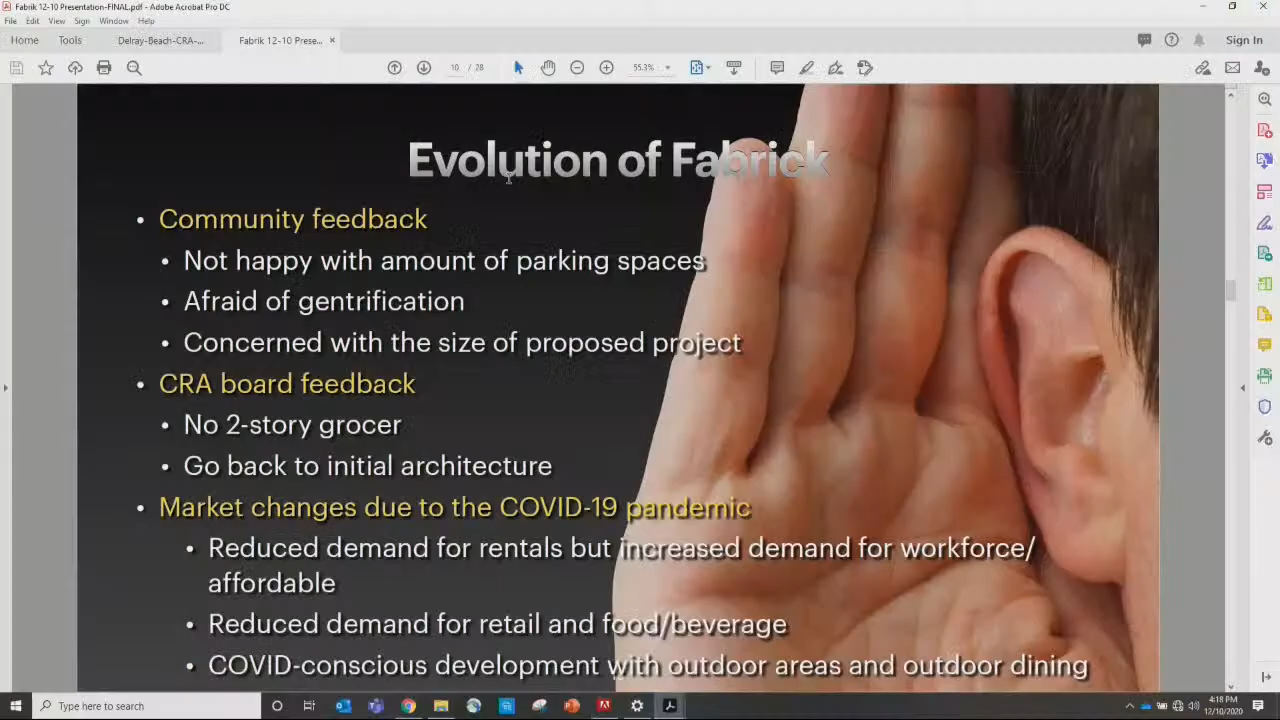 Fabrik 12-10 Presentation-FINAL.pdf - Adobe Acrobat Pro DC
File Edit View Sign Window Help
Home Tools Delray-Beach-CRA-... Fabrik 12-10 Prese... × Sign In
10 / 28 55.3%
Evolution of Fabrick
• Community feedback
• Not happy with amount of parking spaces
• Afraid of gentrification
• Concerned with the size of proposed project
• CRA board feedback
• No 2-story grocer
• Go back to initial architecture
• Market changes due to the COVID-19 pandemic
• Reduced demand for rentals but increased demand for workforce/
affordable
• Reduced demand for retail and food/beverage
• COVID-conscious development with outdoor areas and outdoor dining
Type here to search
4:18 PM
12/10/2020